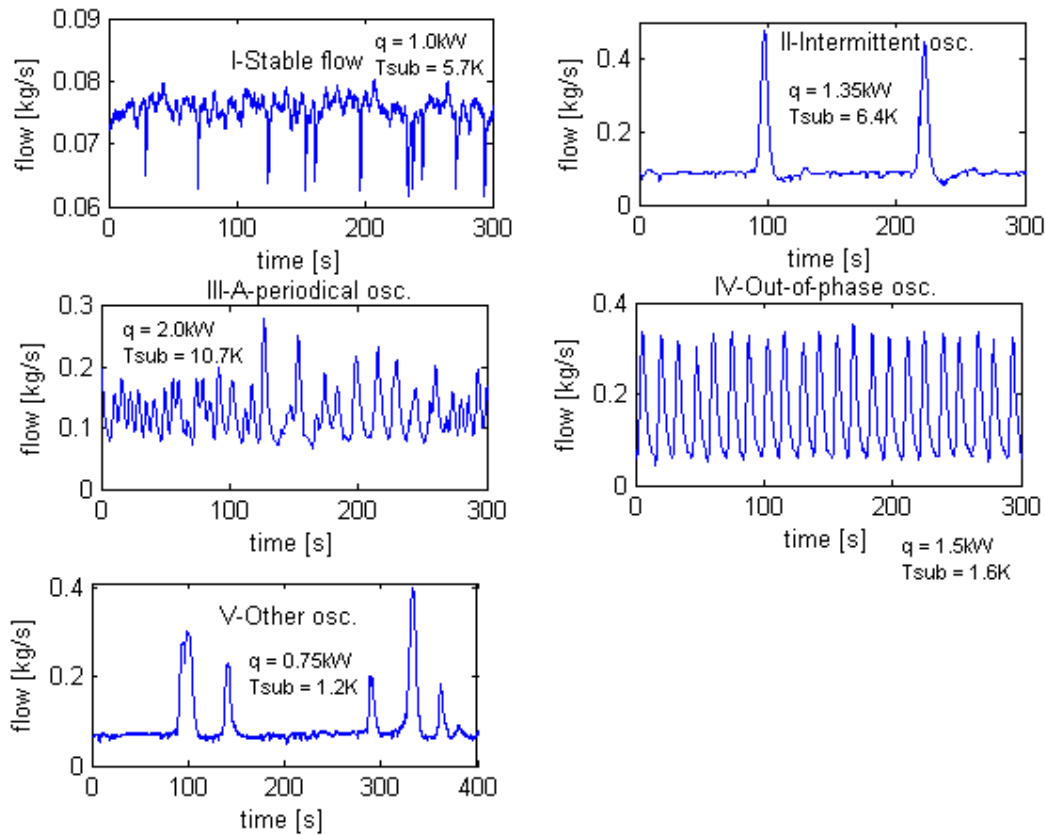 0.09
0.08
0.07
0.06
flow [kg/s]
I-Stable flow
q = 1.0kW
Tsub = 5.7K
0 100 200 300
time [s]
0.4
0.2
0
flow [kg/s]
II-Intermittent osc.
q = 1.35kW
Tsub = 6.4K
0 100 200 300
time [s]
III-A-periodical osc.
0.3
0.2
0.1
0
flow [kg/s]
q = 2.0kW
Tsub = 10.7K
0 100 200 300
time [s]
IV-Out-of-phase osc.
0.4
0.2
0
flow [kg/s]
0 100 200 300
time [s]
q = 1.5kW
Tsub = 1.6K
0.4
0.2
0
flow [kg/s]
V-Other osc.
q = 0.75kW
Tsub = 1.2K
0 100 200 300 400
time [s]